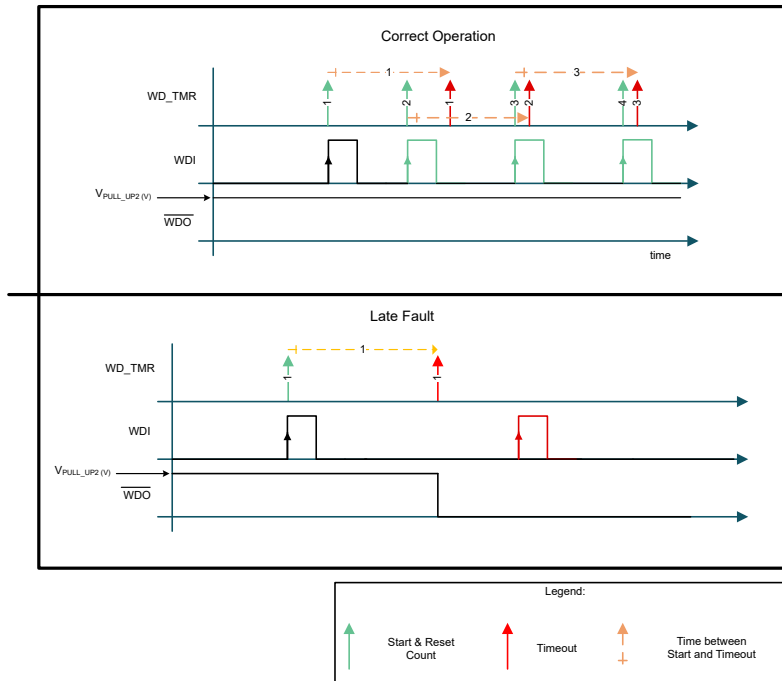 Correct Operation
1
3
WD_TMR
1
2
1
3
2
4
3
2
WDI
VPULL_UP2 (V)
WDO
time
Late Fault
1
WD_TMR
1
1
WDI
VPULL_UP2 (V)
WDO
Legend:
Start & Reset
Count
Timeout
Time between
Start and Timeout